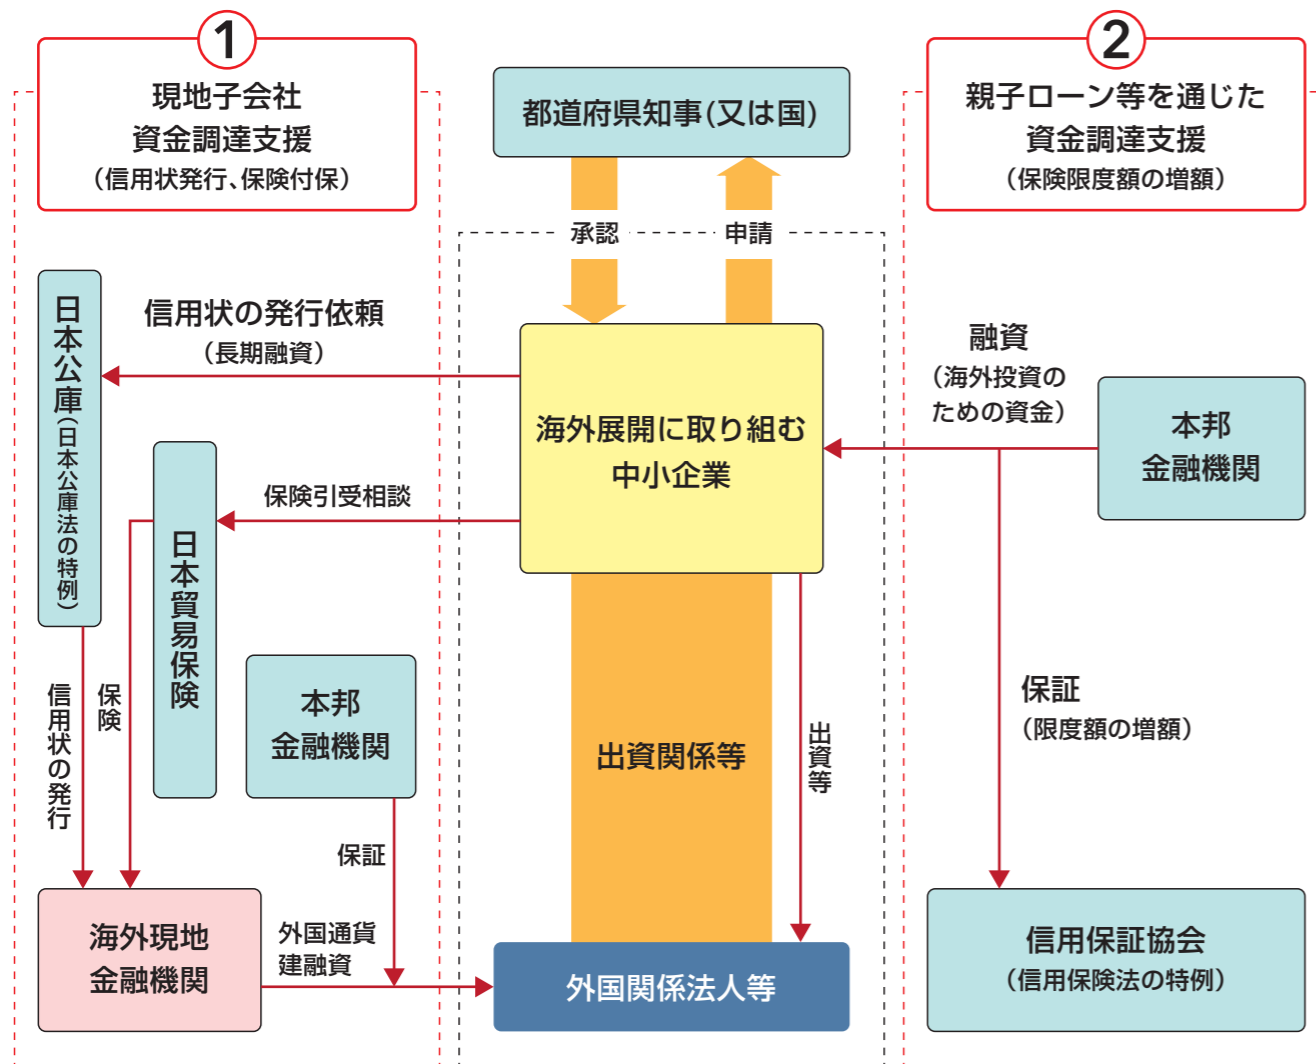 1
現地子会社
資金調達支援
（信用状発行、保険付保）
都道府県知事(又は国)
2
親子ローン等を通じた
資金調達支援
（保険限度額の増額）
承認
申請
日本公庫（日本公庫法の特例）
信用状の発行依頼
（長期融資）
海外展開に取り組む
中小企業
融資
（海外投資の
ための資金）
本邦
金融機関
保険引受相談
日本貿易保険
信用状の発行
保険
本邦
金融機関
保証
出資関係等
出資等
保証
（限度額の増額）
海外現地
金融機関
外国通貨
建融資
外国関係法人等
信用保証協会
（信用保険法の特例）